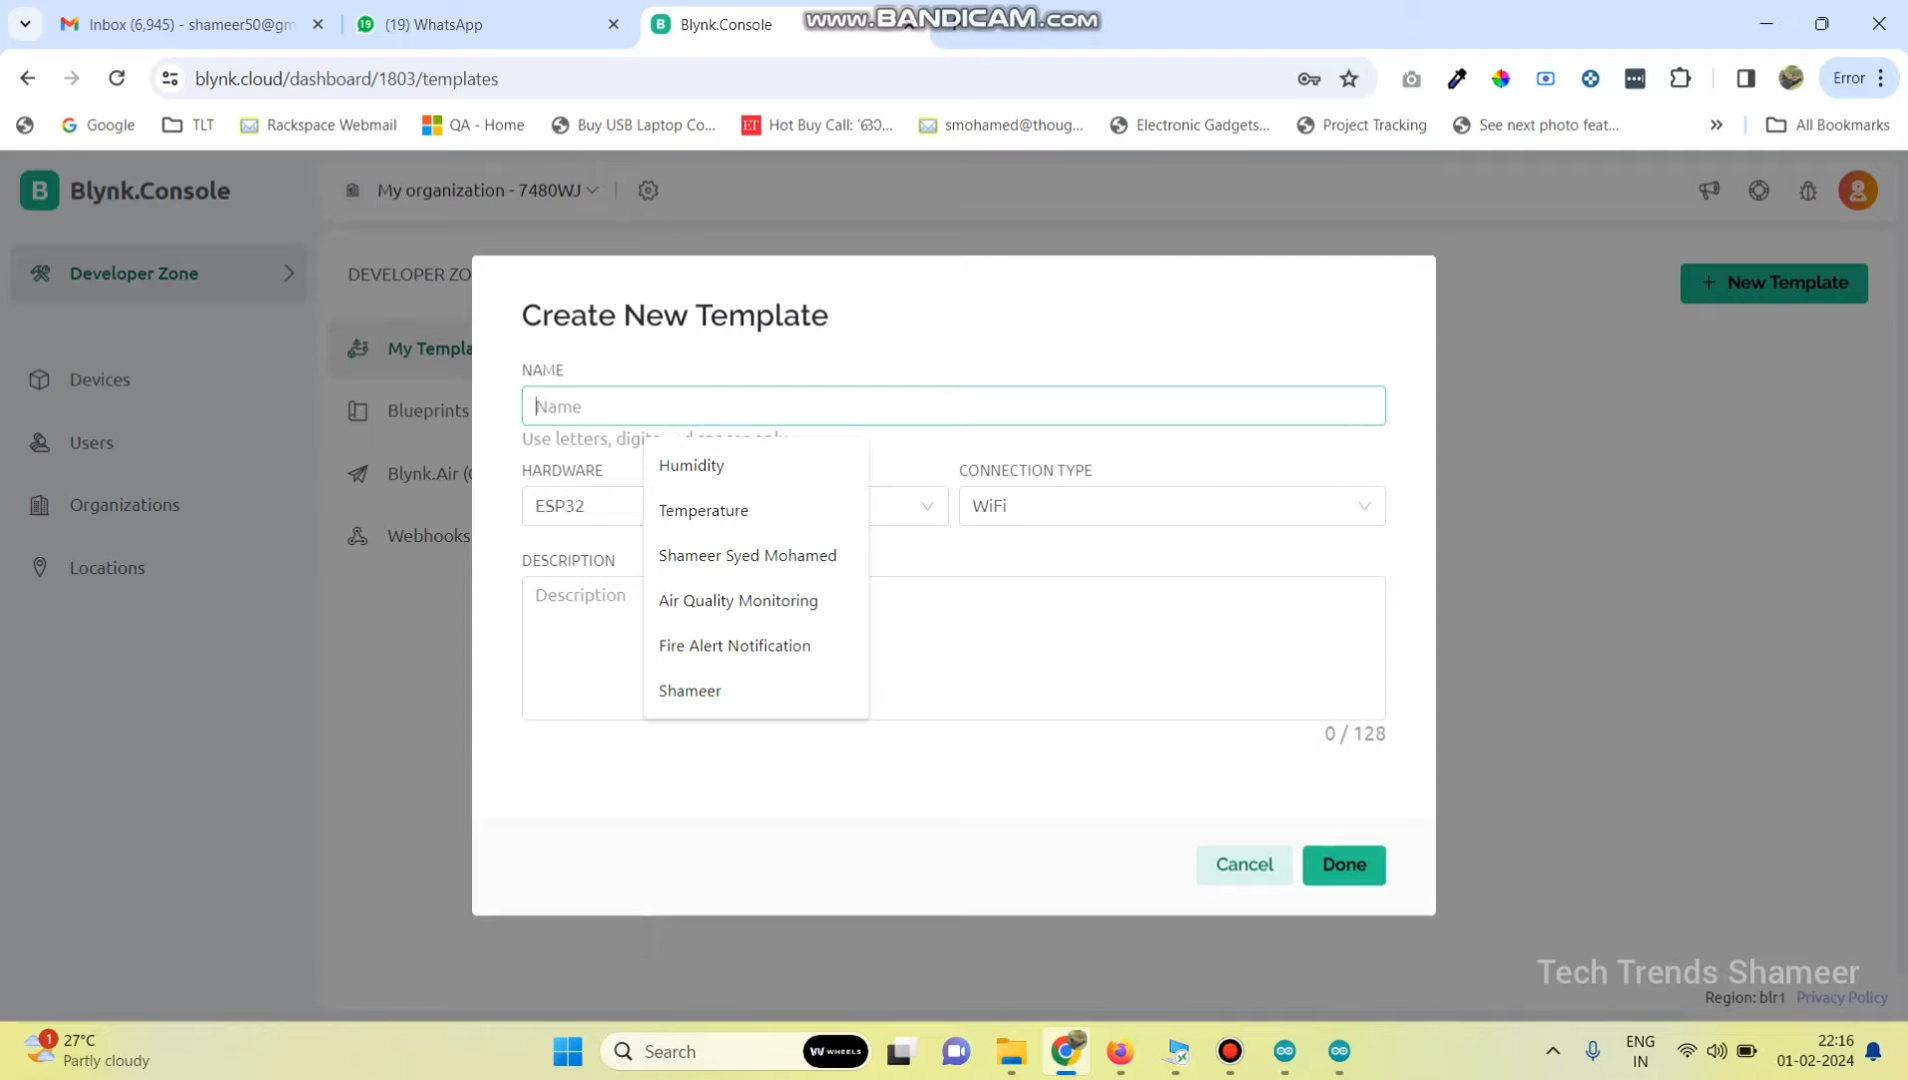 Inbox (6,945) - shameer50@gm
(19) WhatsApp
Blynk.Console
www.BANDICAM.com
blynk.cloud/dashboard/1803/templates
Error
Google
TLT
Rackspace Webmail
QA - Home
Buy USB Laptop Co...
smohamed@thoug...
Electronic Gadgets...
Project Tracking
See next photo feat...
All Bookmarks
B Blynk.Console
My organization - 7480WJ
Developer Zone
DEVELOPER ZO
+ New Template
Devices
Users
Organizations
Locations
My Templa
Blueprints
Blynk.Air (
Webhooks
Create New Template
NAME
Name
Use letters, digit
HARDWARE
ESP32
CONNECTION TYPE
WiFi
DESCRIPTION
Description
Humidity
Temperature
Shameer Syed Mohamed
Air Quality Monitoring
Fire Alert Notification
Shameer
0 / 128
Cancel
Done
Tech Trends Shameer
Region: blr1 Privacy Policy
1
27°C
Partly cloudy
Search
WHEELS
ENG
IN
22:16
01-02-2024